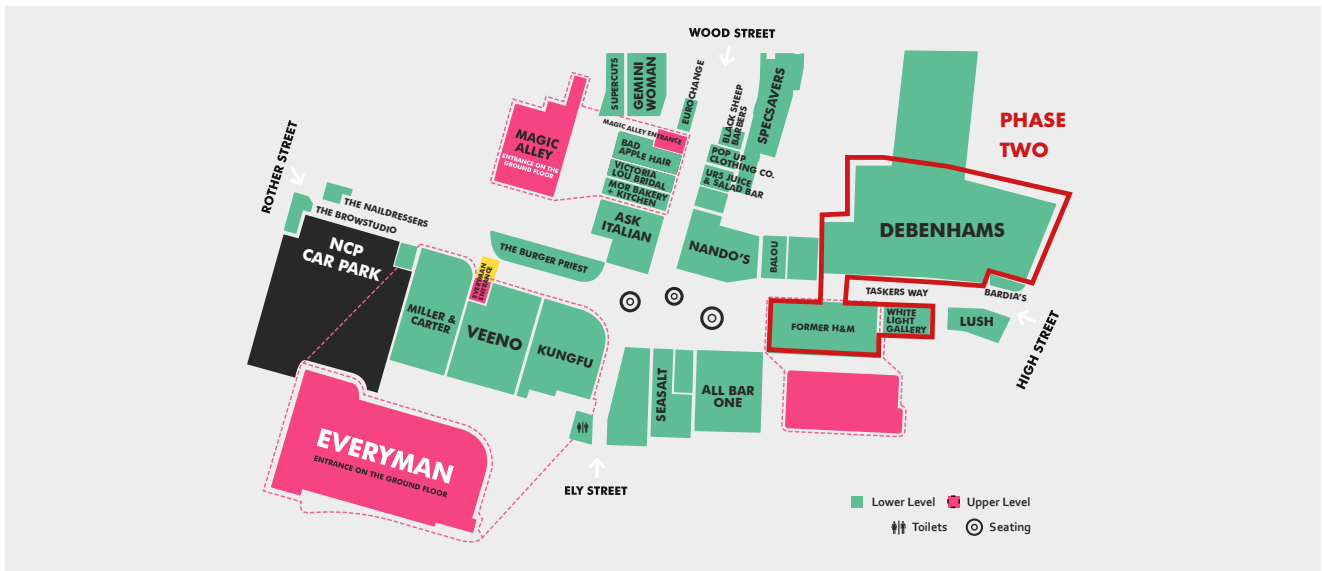 WOOD STREET
SUPERCUTS
GEMINI
WOMAN
EUROCHANGE
BLACK SHEEP
BARBERS
SPECSAVERS
PHASE
TWO
MAGIC ALLEY ENTRANCE
MAGIC
ALLEY
ENTRANCE ON THE
GROUND FLOOR
BAD
APPLE HAIR
VICTORIA
LOU BRIDAL
MOR BAKERY
+ KITCHEN
POP UP
CLOTHING CO.
UR5 JUICE
& SALAD BAR
ROTHER STREET
THE NAILDRESSERS
THE BROWSTUDIO
NCP
CAR PARK
ASK
ITALIAN
THE BURGER PRIEST
NANDO'S
BALOU
DEBENHAMS
EVERYMAN
ENTRANCE
MILLER &
CARTER
VEENO
KUNGFU
TASKERS WAY
BARDIA'S
FORMER H&M
WHITE
LIGHT
GALLERY
LUSH
HIGH STREET
SEASALT
ALL BAR
ONE
EVERYMAN
ENTRANCE ON THE GROUND FLOOR
ELY STREET
Lower Level
Upper Level
Toilets
Seating